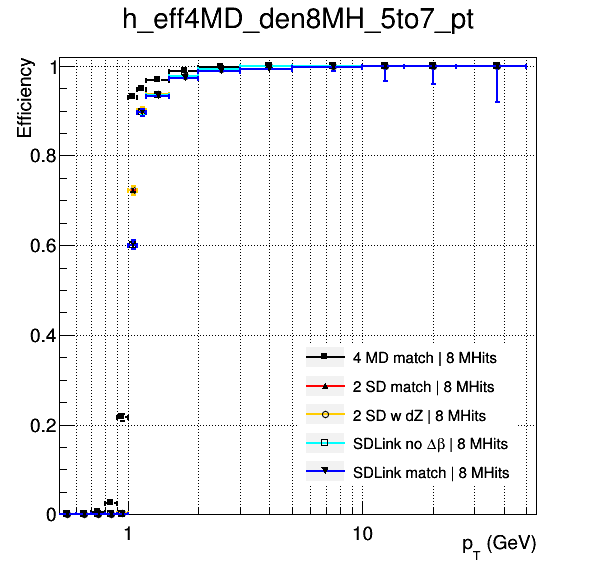 h_eff4MD_den8MH_5to7_pt
Efficiency
1
0.8
0.6
0.4
0.2
0
4 MD match | 8 MHits
2 SD match | 8 MHits
2 SD w dZ | 8 MHits
SDLink no Δβ | 8 MHits
SDLink match | 8 MHits
1
10
p_T (GeV)